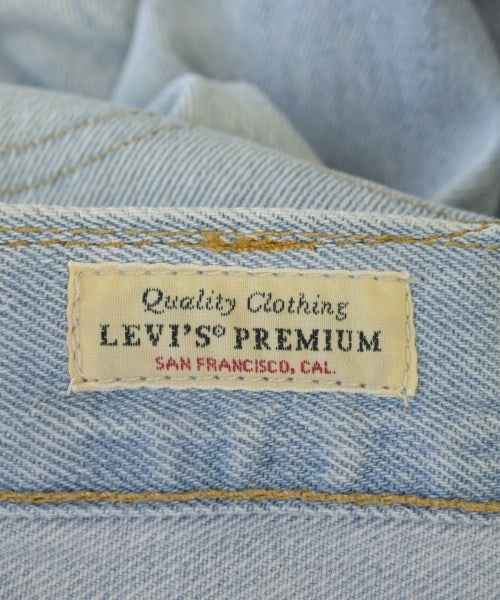 Quality Clothing
LEVI'S® PREMIUM
SAN FRANCISCO, CAL.